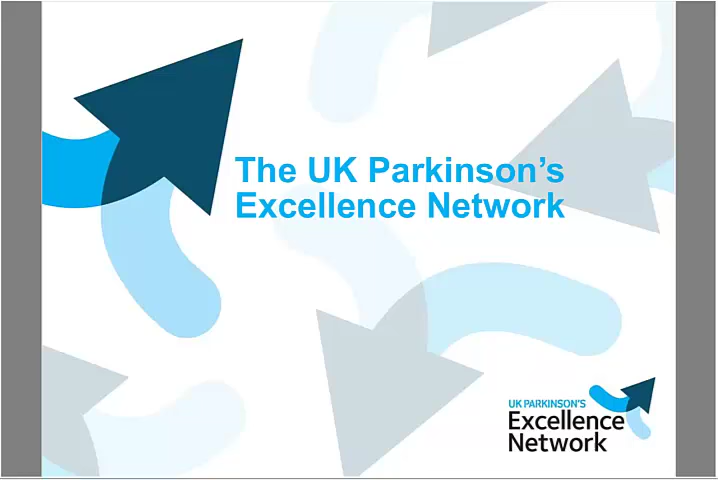 The UK Parkinson’s
Excellence Network
UK PARKINSON’S
Excellence
Network